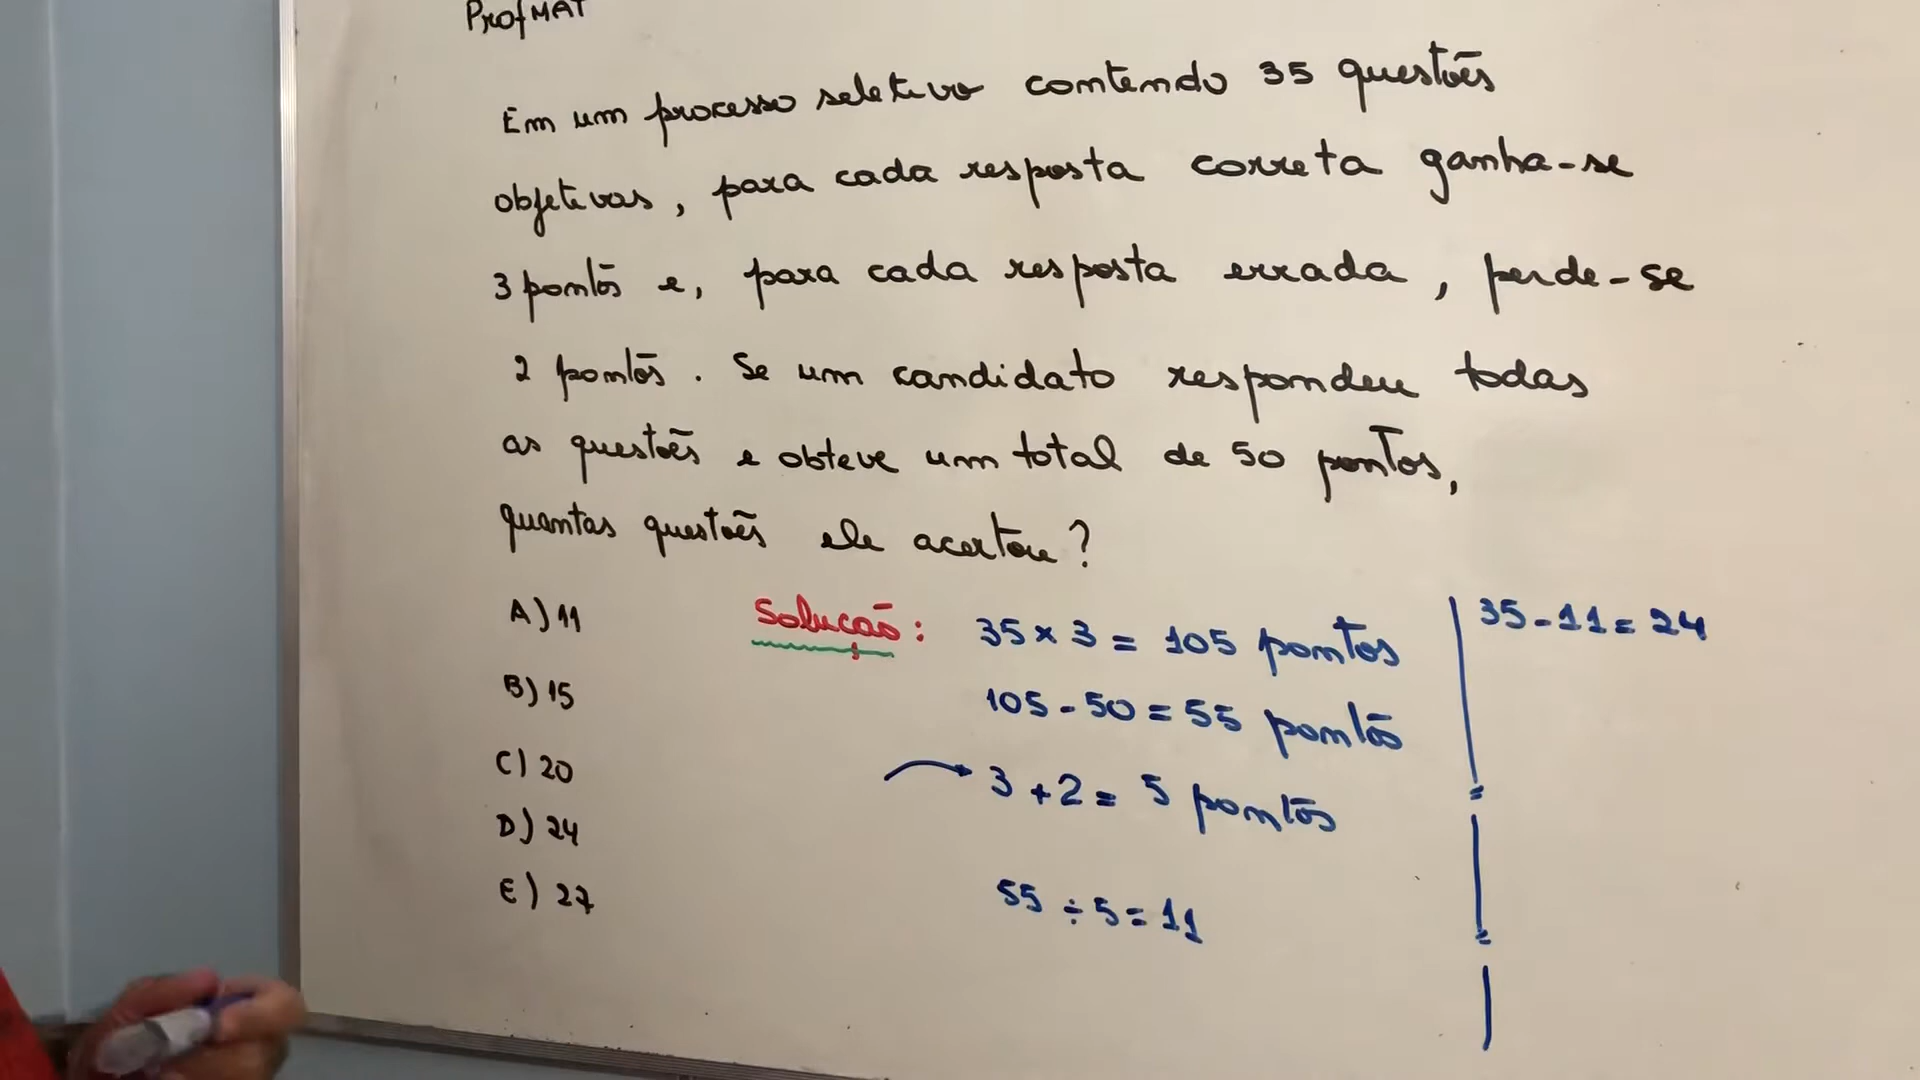 ProfMAT
Em um processo seletivo contendo 35 questões
objetivas, para cada resposta correta ganha-se
3 pontos e, para cada resposta errada, perde-se
2 pontos. Se um candidato respondeu todas
as questões e obteve um total de 50 pontos,
quantas questões ele acertou?
A) 11
B) 15
C) 20
D) 24
E) 27
Solução: 35 × 3 = 105 pontos
105 - 50 = 55 pontos
3 + 2 = 5 pontos
55 ÷ 5 = 11
35 - 11 = 24